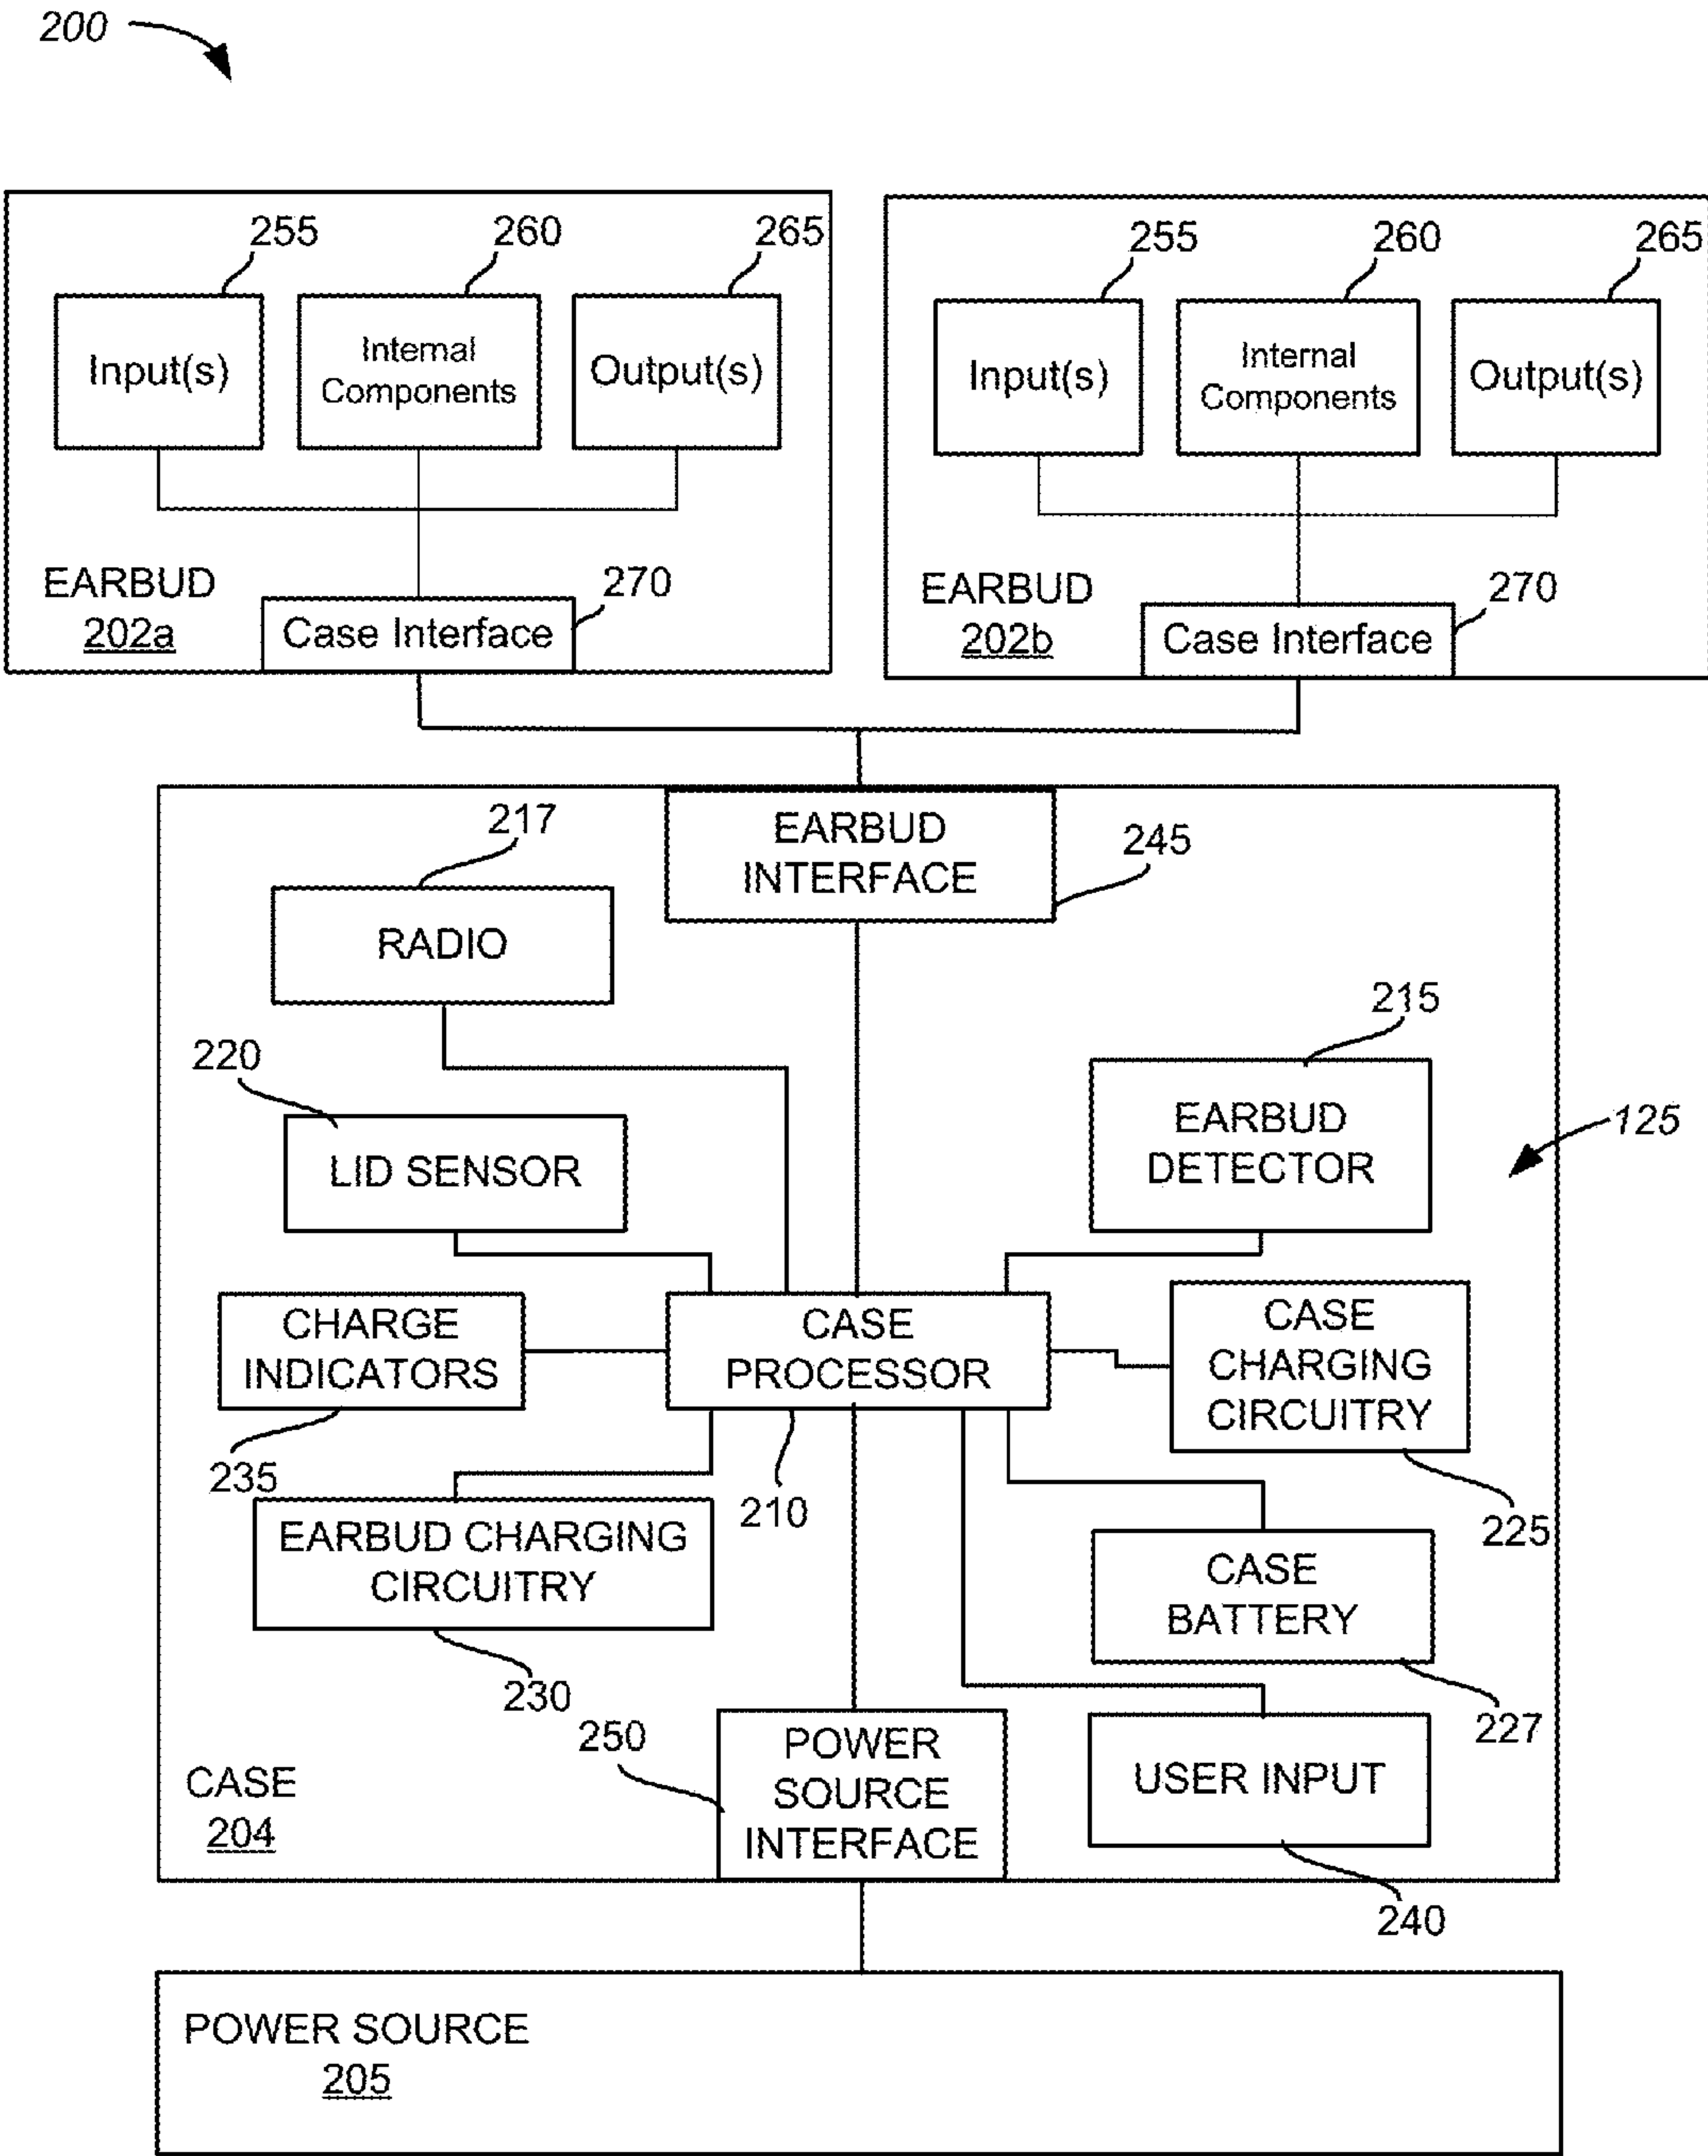 200
255
260
265
Input(s)
Internal
Components
Output(s)
EARBUD
202a
270
Case Interface
255
260
265
Input(s)
Internal
Components
Output(s)
EARBUD
202b
270
Case Interface
217
EARBUD
INTERFACE
245
RADIO
215
220
EARBUD
DETECTOR
125
LID SENSOR
CHARGE
INDICATORS
CASE
PROCESSOR
CASE
CHARGING
CIRCUITRY
235
210
225
EARBUD CHARGING
CIRCUITRY
CASE
BATTERY
230
250
227
POWER
SOURCE
INTERFACE
USER INPUT
CASE
204
240
POWER SOURCE
205